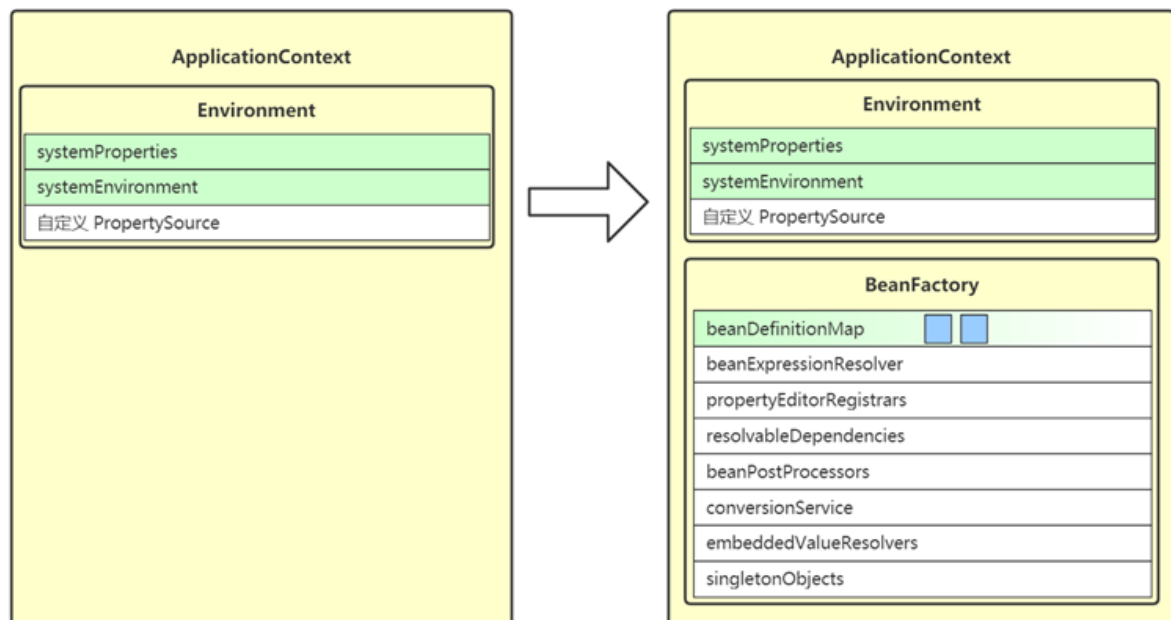 ApplicationContext
Environment
systemProperties
systemEnvironment
自定义 PropertySource
ApplicationContext
Environment
systemProperties
systemEnvironment
自定义 PropertySource
BeanFactory
beanDefinitionMap
beanExpressionResolver
propertyEditorRegistrars
resolvableDependencies
beanPostProcessors
conversionService
embeddedValueResolvers
singletonObjects